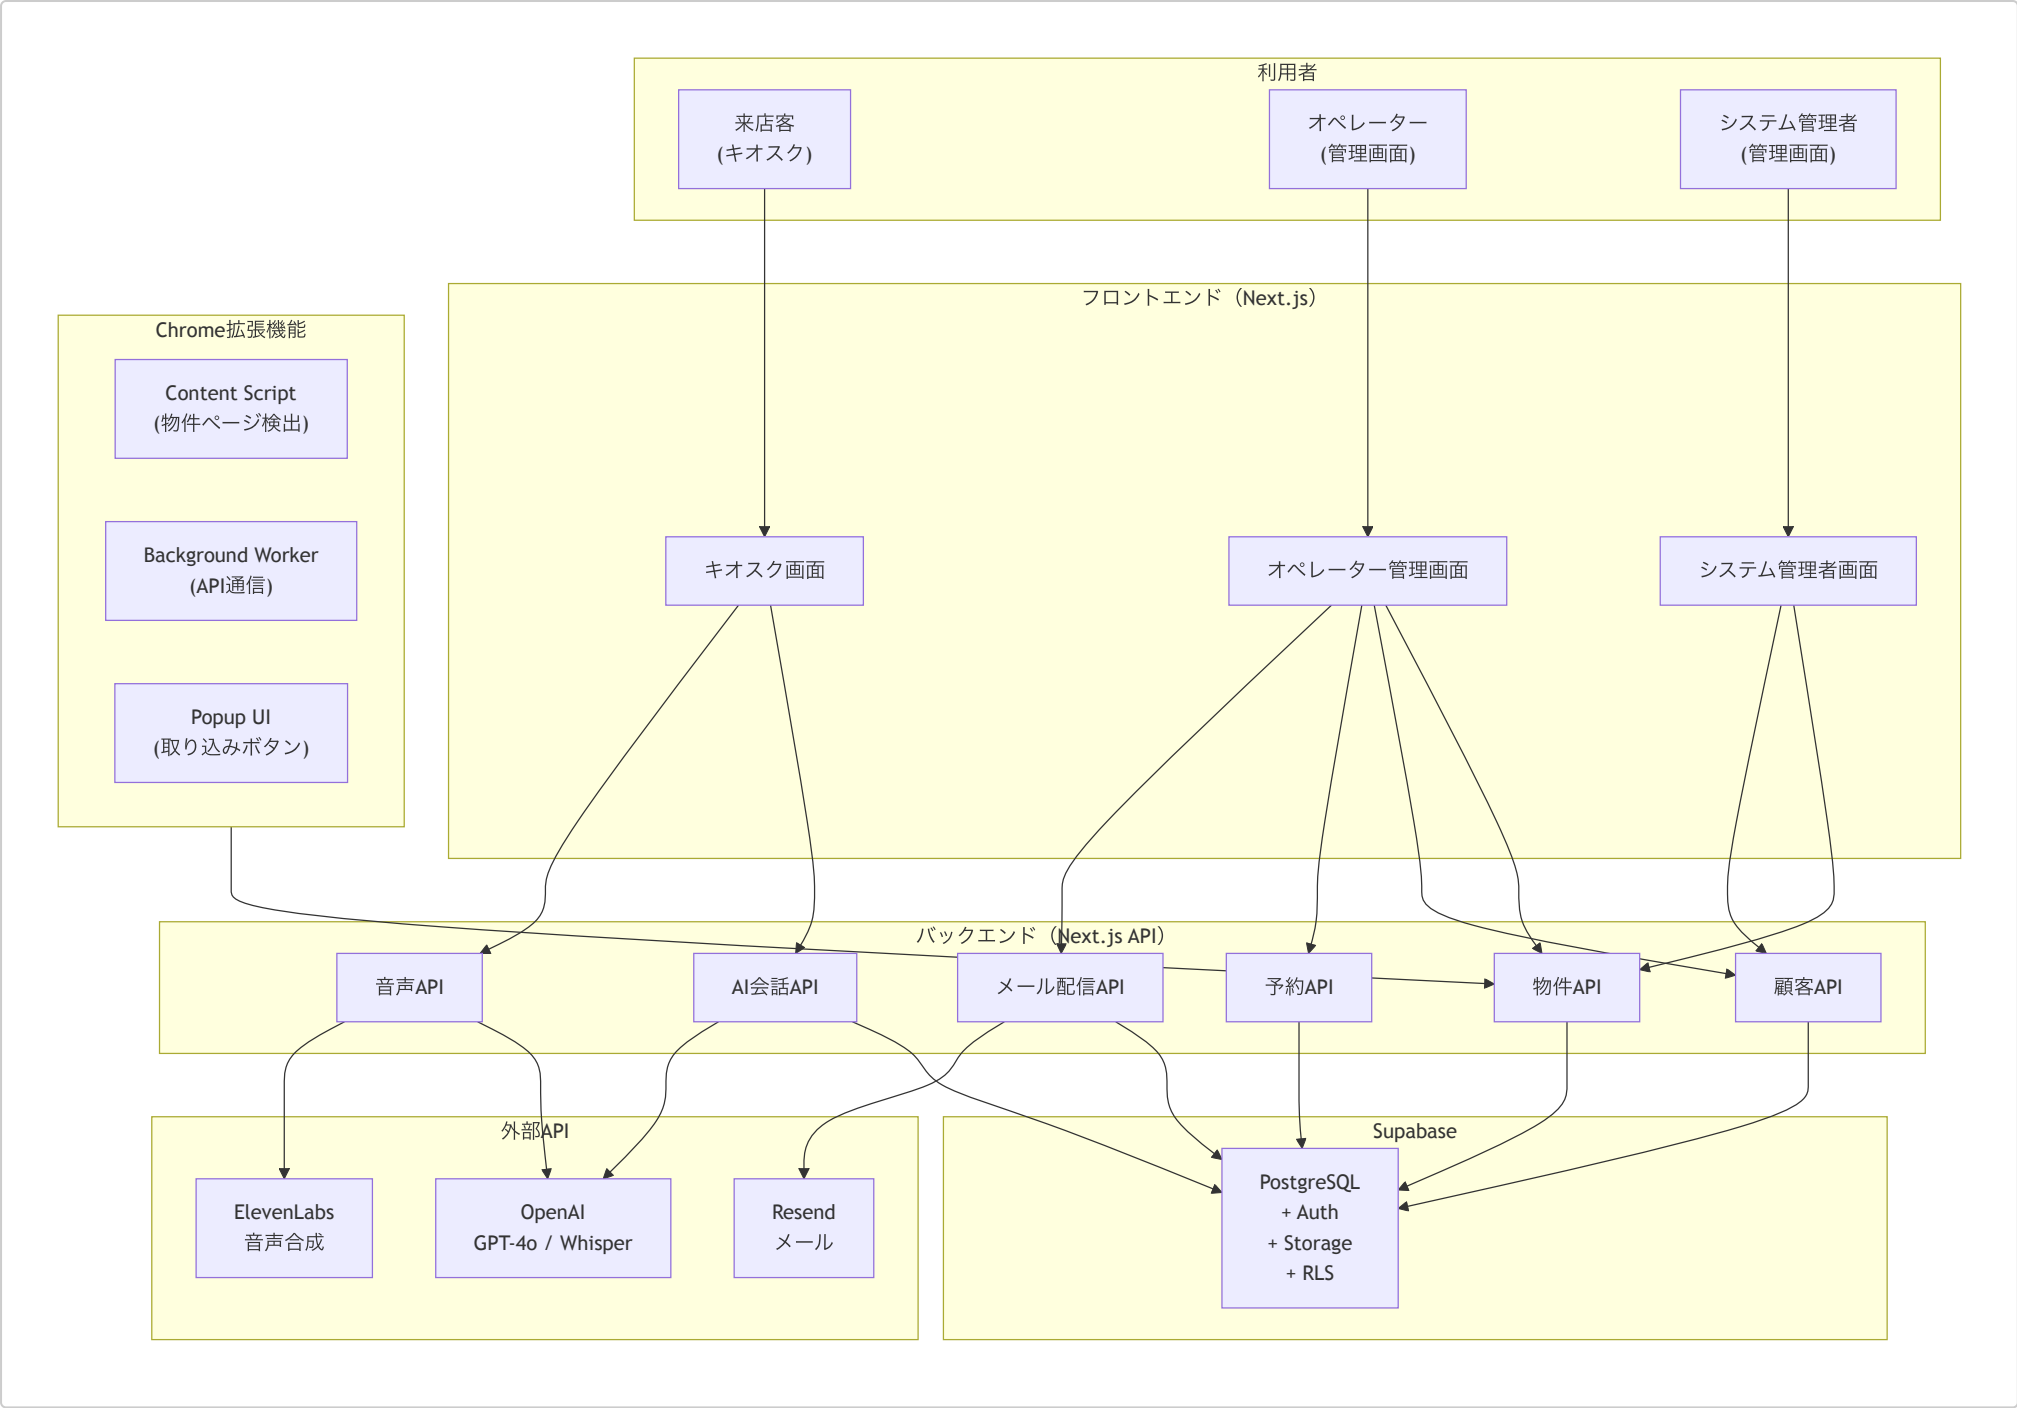 利用者
来店客
(キオスク)
オペレーター
(管理画面)
システム管理者
(管理画面)
フロントエンド（Next.js）
Chrome拡張機能
Content Script
(物件ページ検出)
Background Worker
(API通信)
Popup UI
(取り込みボタン)
キオスク画面
オペレーター管理画面
システム管理者画面
バックエンド（Next.js API）
音声API
AI会話API
メール配信API
予約API
物件API
顧客API
外部API
ElevenLabs
音声合成
OpenAI
GPT-4o / Whisper
Resend
メール
Supabase
PostgreSQL
+ Auth
+ Storage
+ RLS